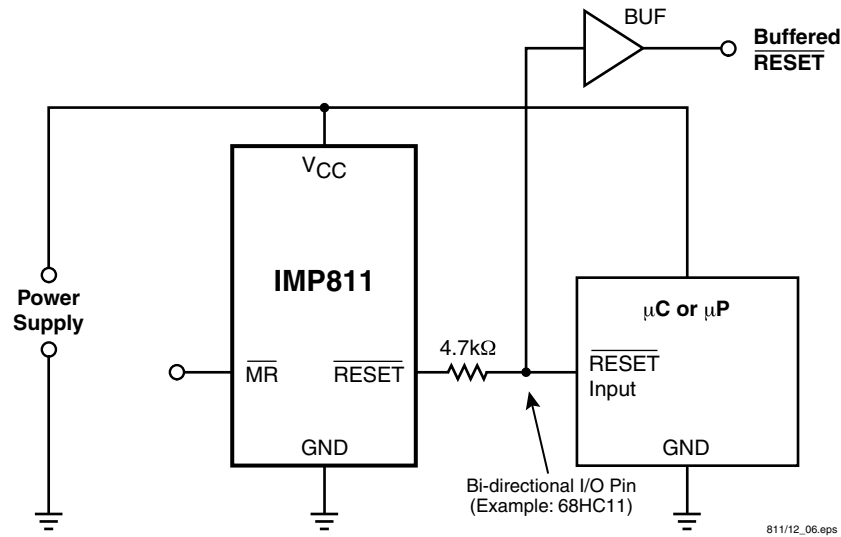 BUF
Buffered
RESET
VCC
IMP811
Power
Supply
μC or μP
4.7kΩ
MR
RESET
RESET
Input
GND
GND
Bi-directional I/O Pin
(Example: 68HC11)
811/12_06.eps